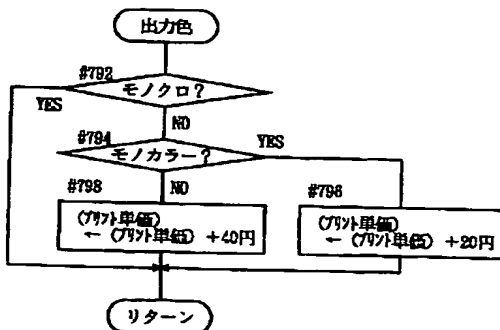 出力色
#792
モノクロ?
YES
NO
#794
モノカラー?
YES
#798
NO
#796
(プリント単価)
← (プリント単価) +40円
(プリント単価)
← (プリント単価) +20円
リターン